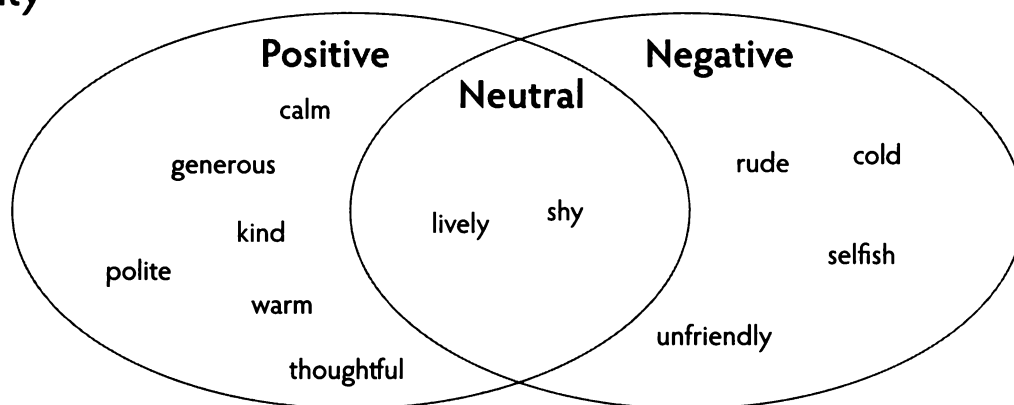 Positive
Negative
Neutral
calm
generous
kind
polite
warm
thoughtful
lively
shy
rude
cold
selfish
unfriendly